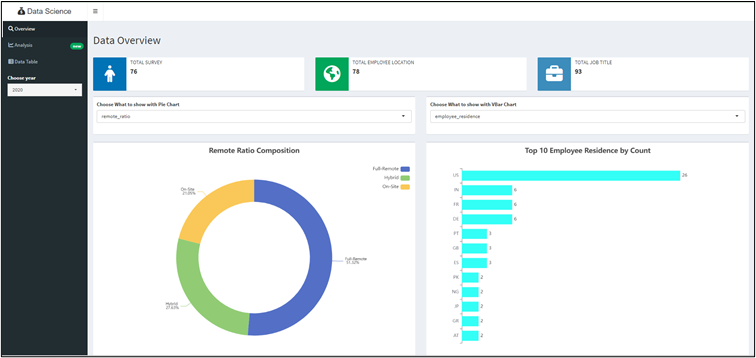 Data Science
Overview
Analysis
new
Data Table
Choose year
2020
Data Overview
TOTAL SURVEY
76
TOTAL EMPLOYEE LOCATION
78
TOTAL JOB TITLE
93
Choose What to show with Pie Chart
remote_ratio
Choose What to show with VBar Chart
employee_residence
Remote Ratio Composition
Full-Remote
Hybrid
On-Site
On-Site
21.05%
Full-Remote
51.32%
Hybrid
27.63%
Top 10 Employee Residence by Count
US 26
IN 6
FR 6
DE 6
PT 3
GB 3
ES 3
PK 2
NG 2
JP 2
GR 2
AT 2